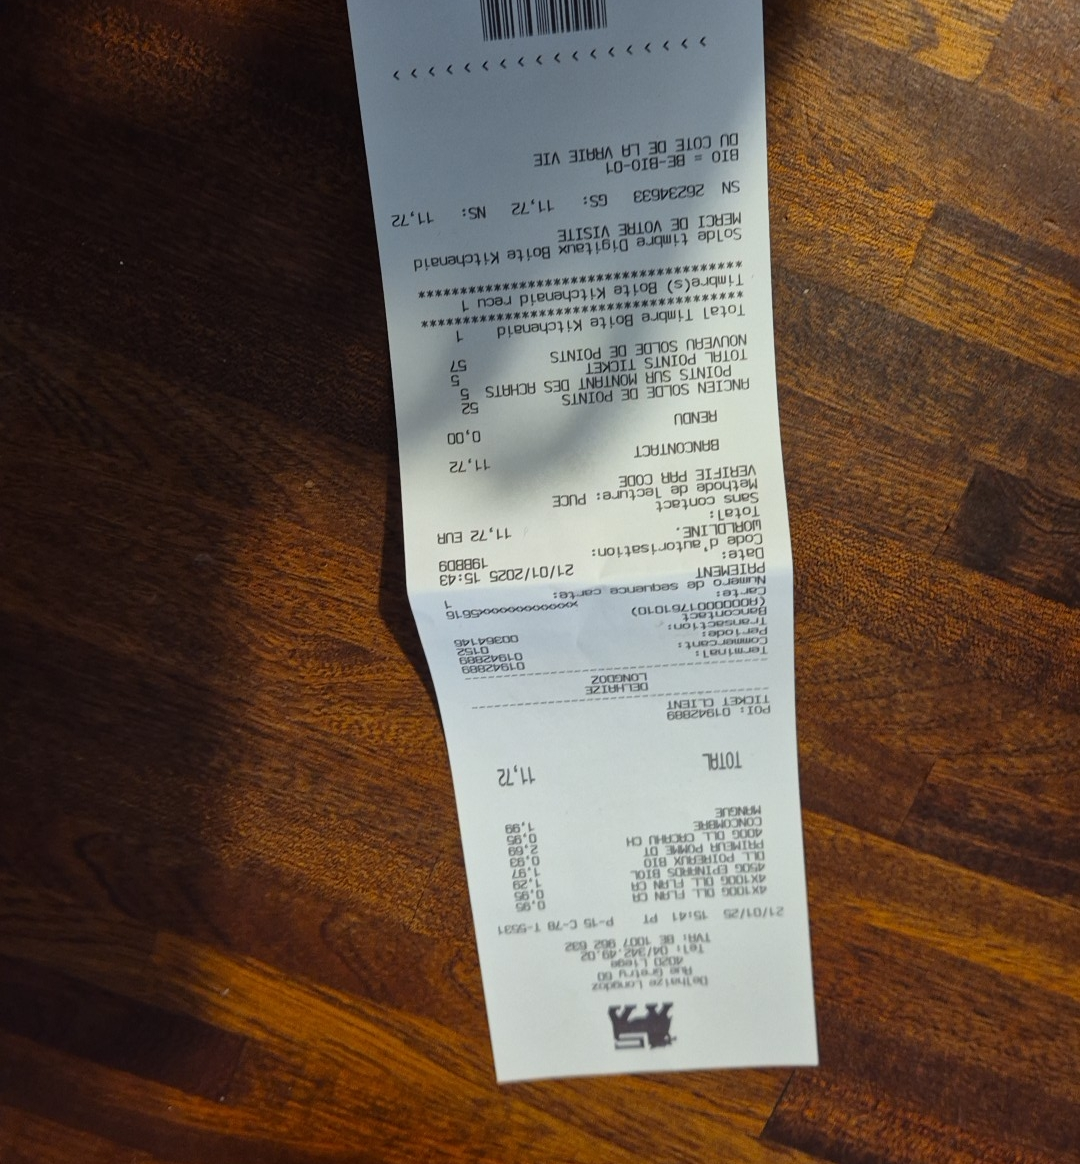 Delhaize Longdoz
Rue Gretry 60
4020 Liege
Tel: 04/342.49.02
TVA: BE 1007 962 632
21/01/25 15:41 PT P-15 C-78 T-5531
4X100G DLL FLAN CA 0,95
4X100G DLL FLAN CA 0,95
450G EPINARDS BIOL 1,29
DLL POIREAUX BIO 1,97
PRIMEUR POMME DT 0,93
400G DLL CACAHU CH 2,69
CONCOMBRE 0,95
MANGUE 1,99
TOTAL 11,72
POI: 01942889
TICKET CLIENT
DELHAIZE
LONGDOZ
Terminal: 01942889
Commercant: 01942889
Periode: 0152
Transaction: 00364146
Bancontact
(A0000001761010)
Carte: xxxxxxxxxxxxx5616
Numero de sequence carte: 1
PAIEMENT
Date: 21/01/2025 15:43
Code d'autorisation: 198809
WORLDLINE.
Total: 11,72 EUR
Sans contact
Methode de lecture: PUCE
VERIFIE PAR CODE
BANCONTACT 11,72
RENDU 0,00
ANCIEN SOLDE DE POINTS 52
POINTS SUR MONTANT DES ACHATS 5
TOTAL POINTS TICKET 5
NOUVEAU SOLDE DE POINTS 57
Total Timbre Boite Kitchenaid 1
************************************
Timbre(s) Boite Kitchenaid recu 1
************************************
Solde timbre Digitaux Boite Kitchenaid
MERCI DE VOTRE VISITE
SN 26234633 GS: 11,72 NS: 11,72
BIO = BE-BIO-01
DU COTE DE LA VRAIE VIE